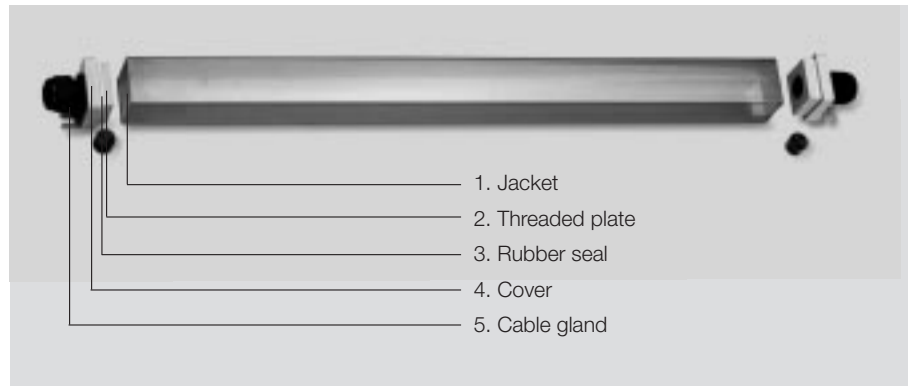 1. Jacket
2. Threaded plate
3. Rubber seal
4. Cover
5. Cable gland